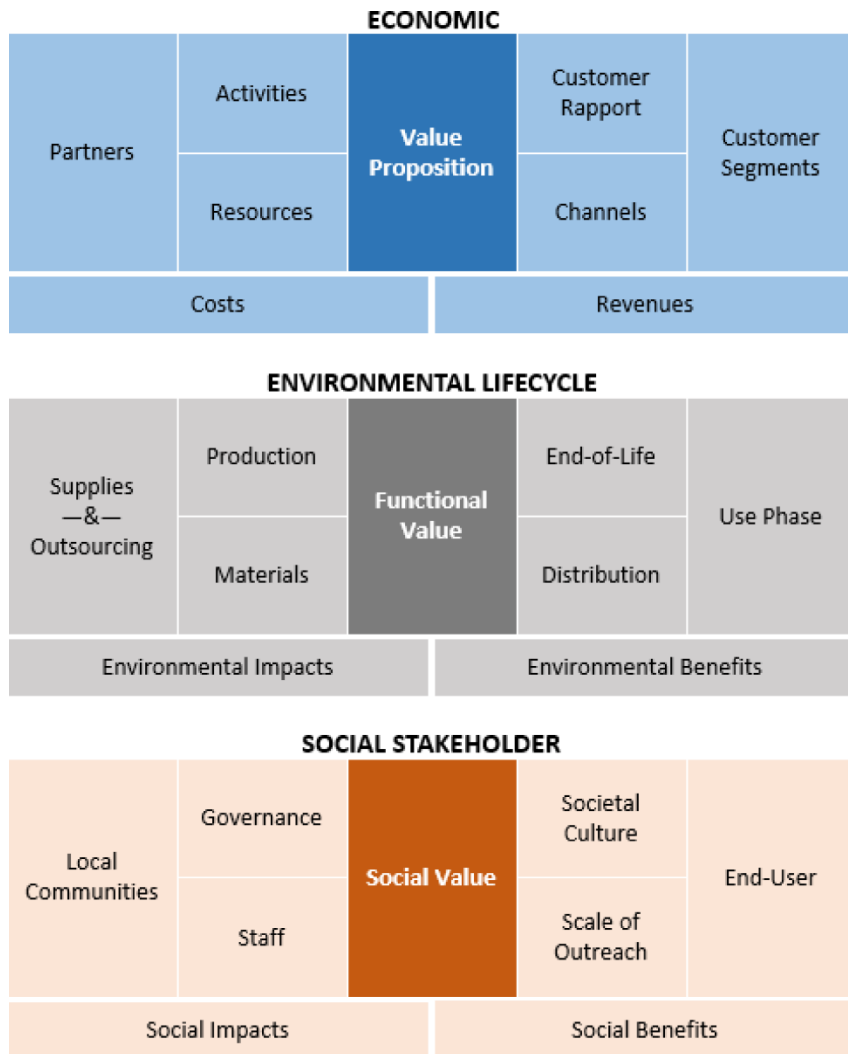 ECONOMIC
Partners
Activities
Resources
Value
Proposition
Customer
Rapport
Channels
Customer
Segments
Costs
Revenues
ENVIRONMENTAL LIFECYCLE
Supplies
—&—
Outsourcing
Production
Materials
Functional
Value
End-of-Life
Distribution
Use Phase
Environmental Impacts
Environmental Benefits
SOCIAL STAKEHOLDER
Local
Communities
Governance
Staff
Social Value
Societal
Culture
Scale of
Outreach
End-User
Social Impacts
Social Benefits